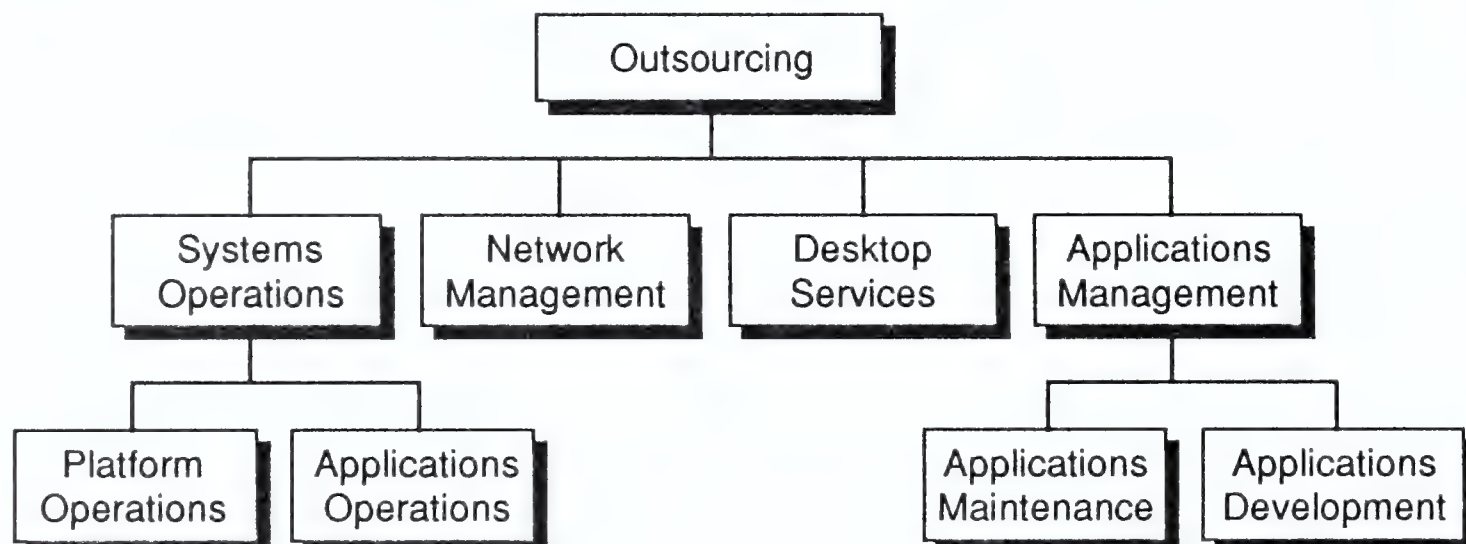 Outsourcing
Systems
Operations
Network
Management
Desktop
Services
Applications
Management
Platform
Operations
Applications
Operations
Applications
Maintenance
Applications
Development